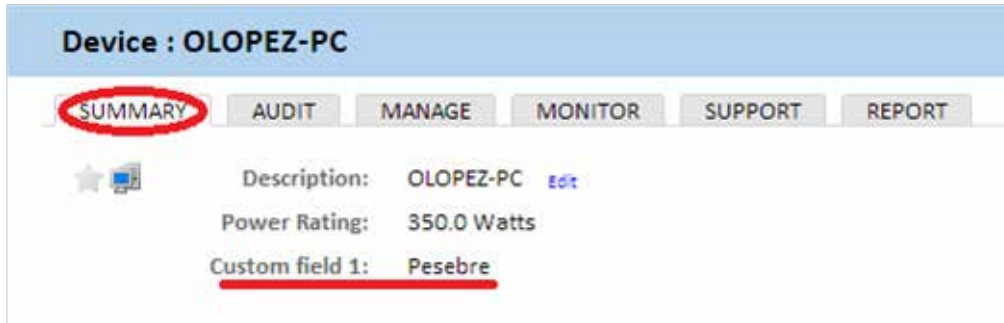 Device : OLOPEZ-PC
SUMMARY AUDIT MANAGE MONITOR SUPPORT REPORT
Description: OLOPEZ-PC Edit
Power Rating: 350.0 Watts
Custom field 1: Pesebre